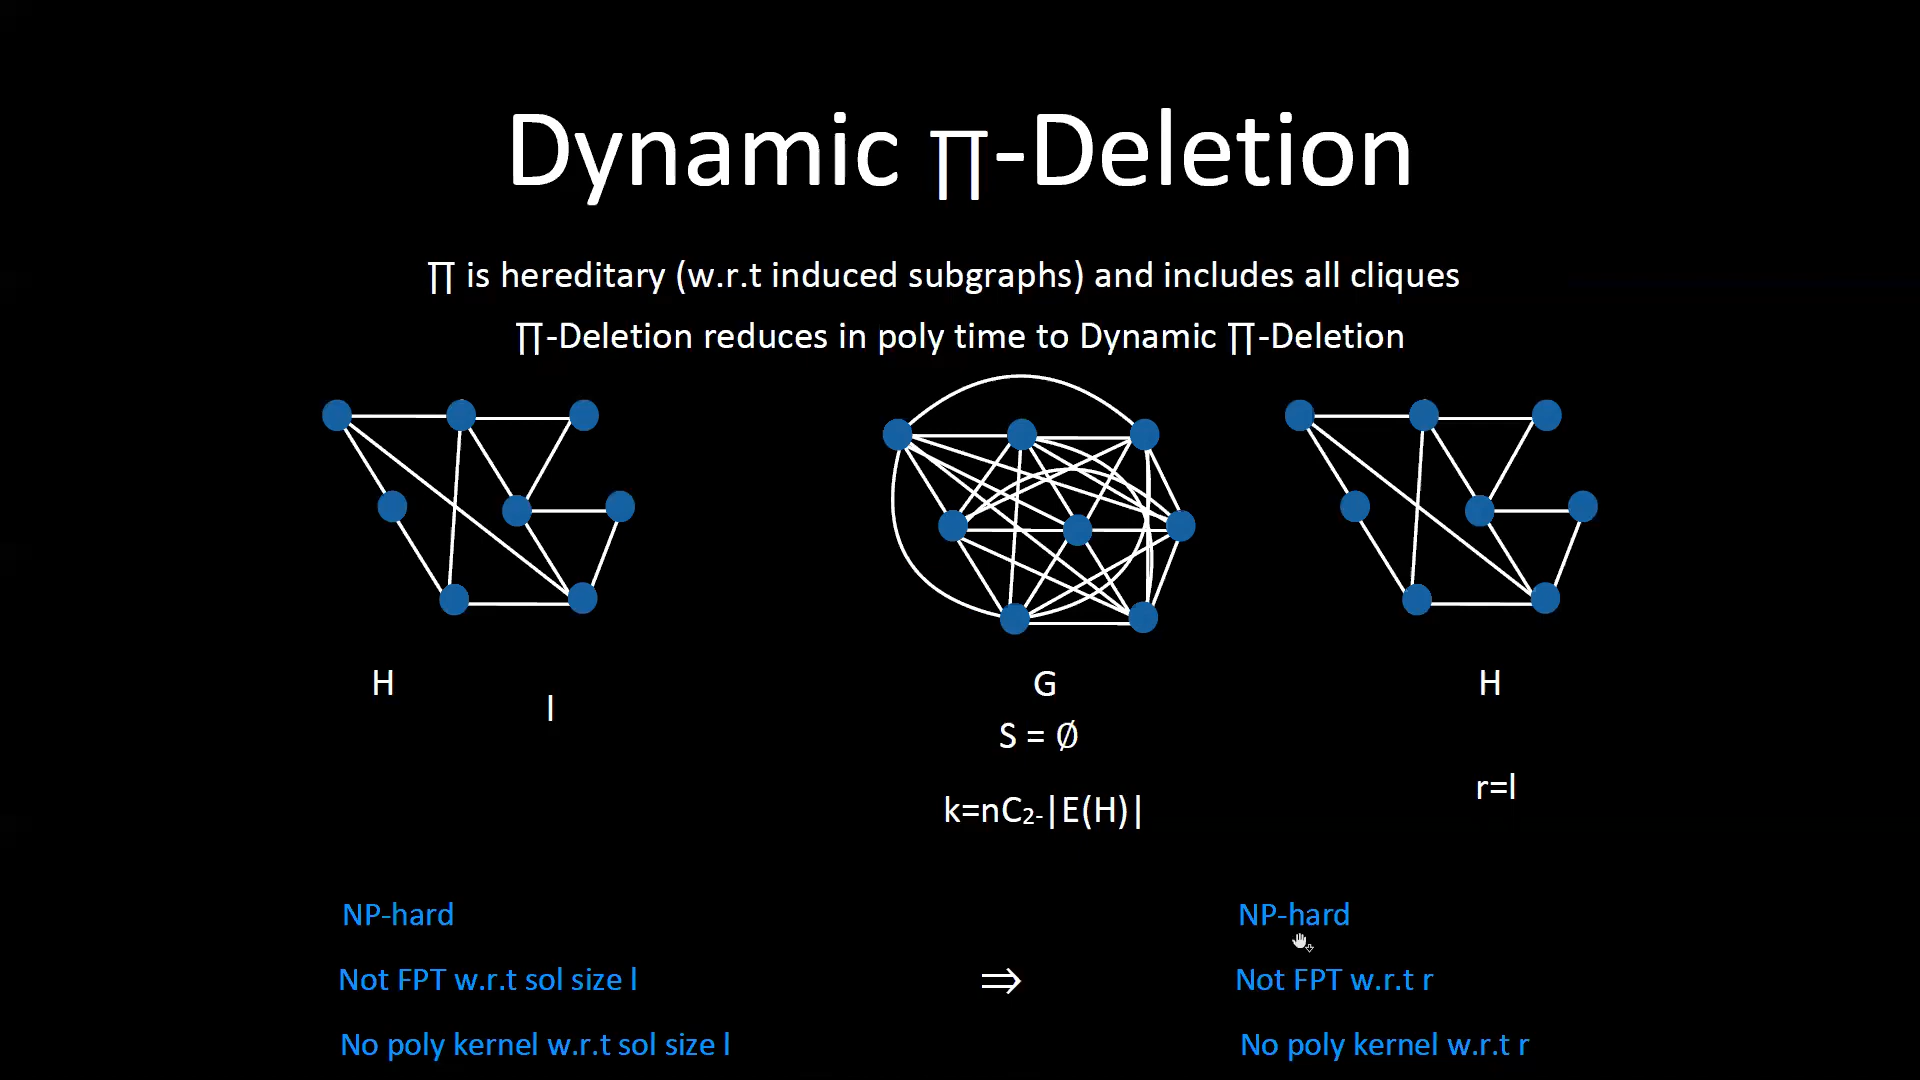 Dynamic ∏-Deletion
∏ is hereditary (w.r.t induced subgraphs) and includes all cliques
∏-Deletion reduces in poly time to Dynamic ∏-Deletion
H
l
G
S = ∅
k=nC₂-|E(H)|
H
r=l
NP-hard
Not FPT w.r.t sol size l
No poly kernel w.r.t sol size l
⇒
NP-hard
Not FPT w.r.t r
No poly kernel w.r.t r